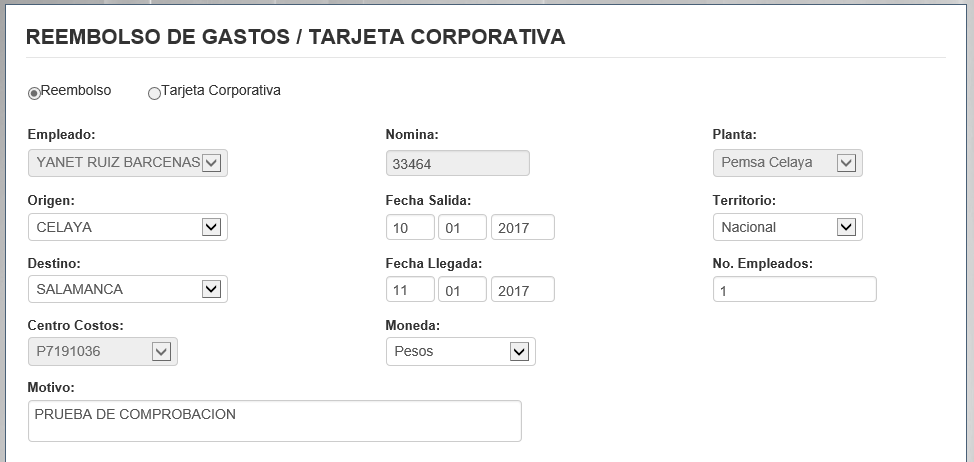 REEMBOLSO DE GASTOS / TARJETA CORPORATIVA
Reembolso Tarjeta Corporativa
Empleado: Nomina: Planta:
YANET RUIZ BARCENAS 33464 Pemsa Celaya
Origen: Fecha Salida: Territorio:
CELAYA 10 01 2017 Nacional
Destino: Fecha Llegada: No. Empleados:
SALAMANCA 11 01 2017 1
Centro Costos: Moneda:
P7191036 Pesos
Motivo:
PRUEBA DE COMPROBACION